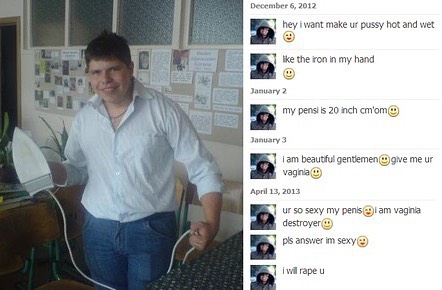 December 6, 2012
hey i want make ur pussy hot and wet
😉
like the iron in my hand
🙂
January 2
my pensi is 20 inch cm'om🙂
January 3
i am beautiful gentlemen🙂give me ur
vaginia🙂
April 13, 2013
ur so sexy my penis😉i am vaginia
destroyer🙂
pls answer im sexy😉
i will rape u